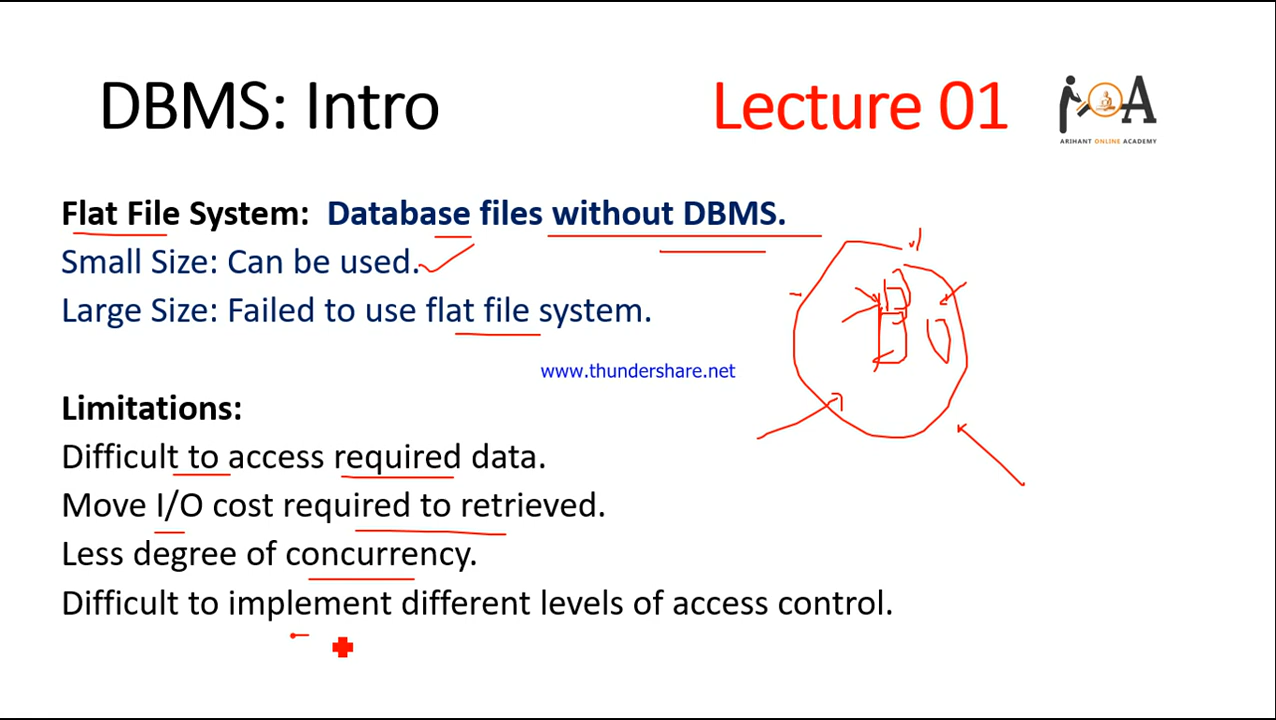 DBMS: Intro
Lecture 01
ARIHANT ONLINE ACADEMY
Flat File System: Database files without DBMS.
Small Size: Can be used.
Large Size: Failed to use flat file system.
www.thundershare.net
Limitations:
Difficult to access required data.
Move I/O cost required to retrieved.
Less degree of concurrency.
Difficult to implement different levels of access control.